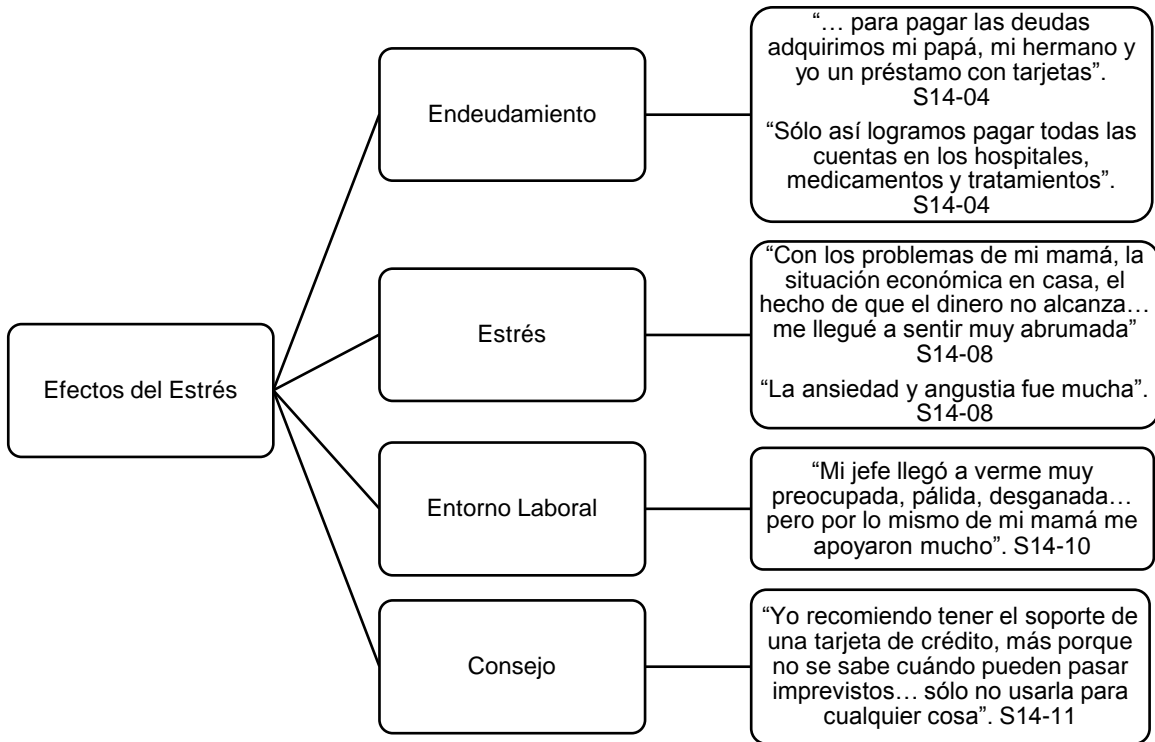 Efectos del Estrés
Endeudamiento
“… para pagar las deudas
adquirimos mi papá, mi hermano y
yo un préstamo con tarjetas”.
S14-04
“Sólo así logramos pagar todas las
cuentas en los hospitales,
medicamentos y tratamientos”.
S14-04
Estrés
“Con los problemas de mi mamá, la
situación económica en casa, el
hecho de que el dinero no alcanza…
me llegué a sentir muy abrumada”
S14-08
“La ansiedad y angustia fue mucha”.
S14-08
Entorno Laboral
“Mi jefe llegó a verme muy
preocupada, pálida, desganada…
pero por lo mismo de mi mamá me
apoyaron mucho”. S14-10
Consejo
“Yo recomiendo tener el soporte de
una tarjeta de crédito, más porque
no se sabe cuándo pueden pasar
imprevistos… sólo no usarla para
cualquier cosa”. S14-11